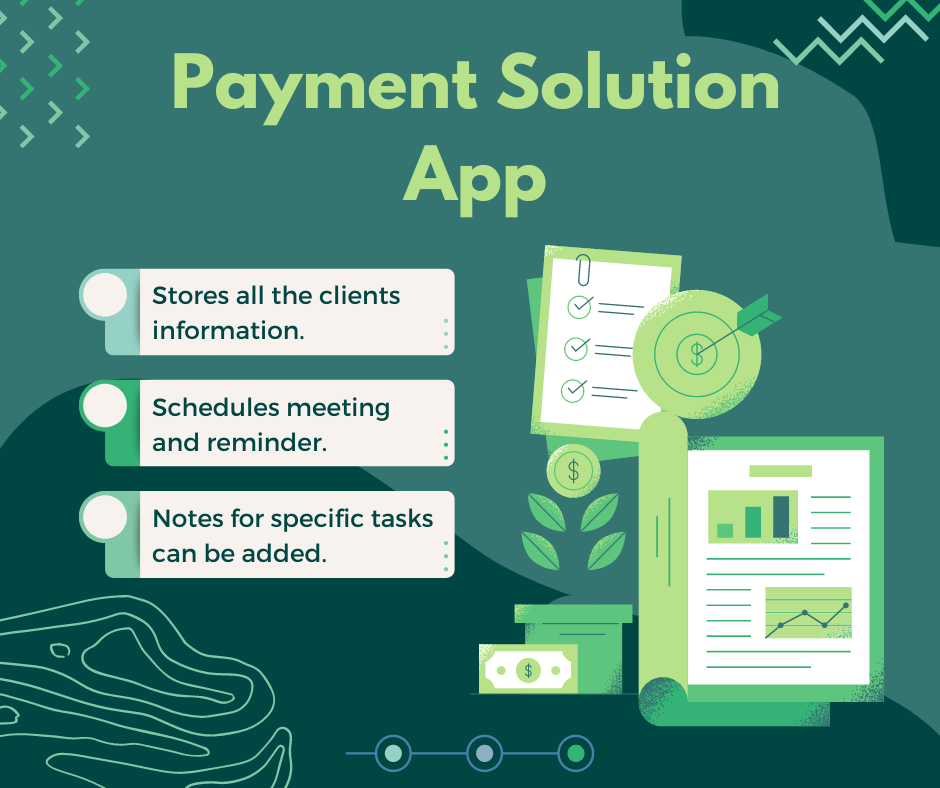 Payment Solution
App
Stores all the clients
information.
Schedules meeting
and reminder.
Notes for specific tasks
can be added.
$
$
$